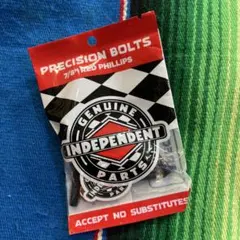 PRECISION BOLTS
7/8" RED PHILLIPS
GENUINE
INDEPENDENT
PARTS
ACCEPT NO SUBSTITUTES